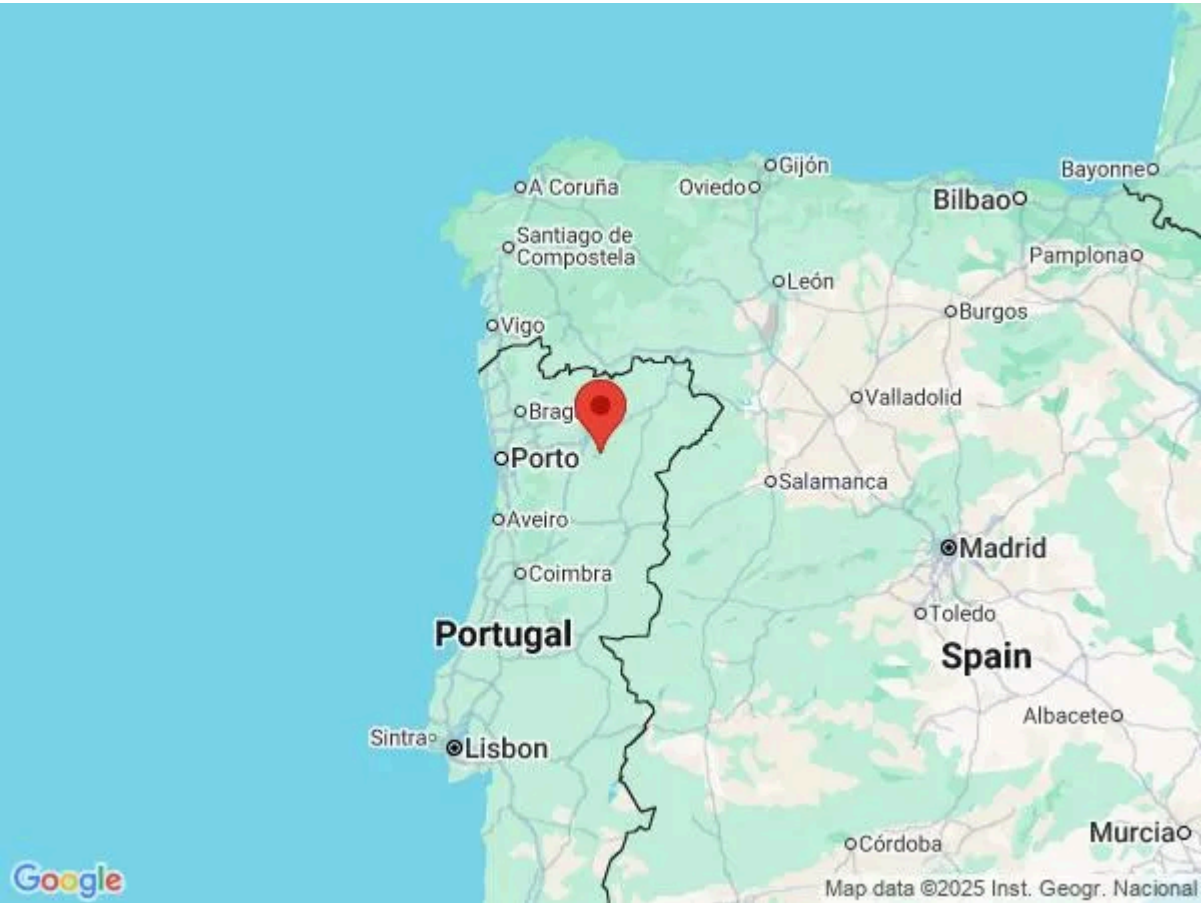 Gijón
Bayonne
A Coruña
Oviedo
Bilbao
Santiago de
Compostela
Pamplona
León
Burgos
Vigo
Valladolid
Brag
Porto
Salamanca
Aveiro
Madrid
Coimbra
Toledo
Portugal
Spain
Albacete
Sintra
Lisbon
Murcia
Córdoba
Google
Map data ©2025 Inst. Geogr. Nacional